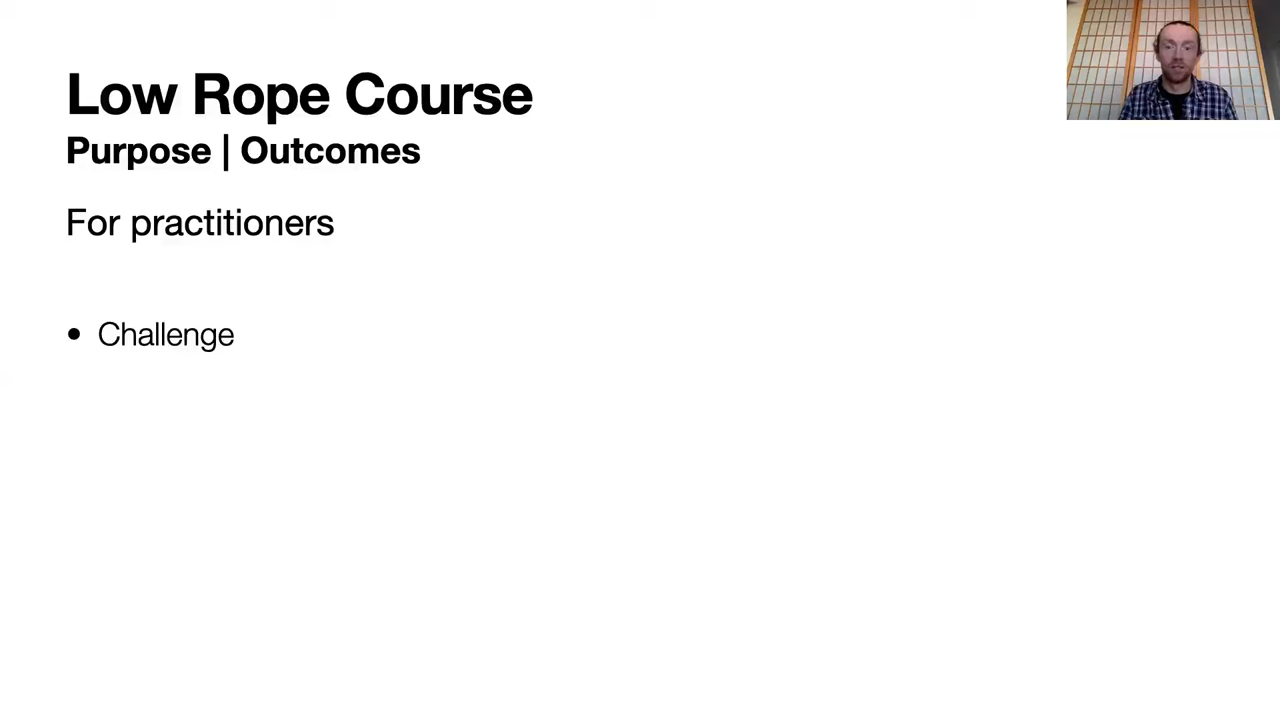 Low Rope Course
Purpose | Outcomes
For practitioners
• Challenge